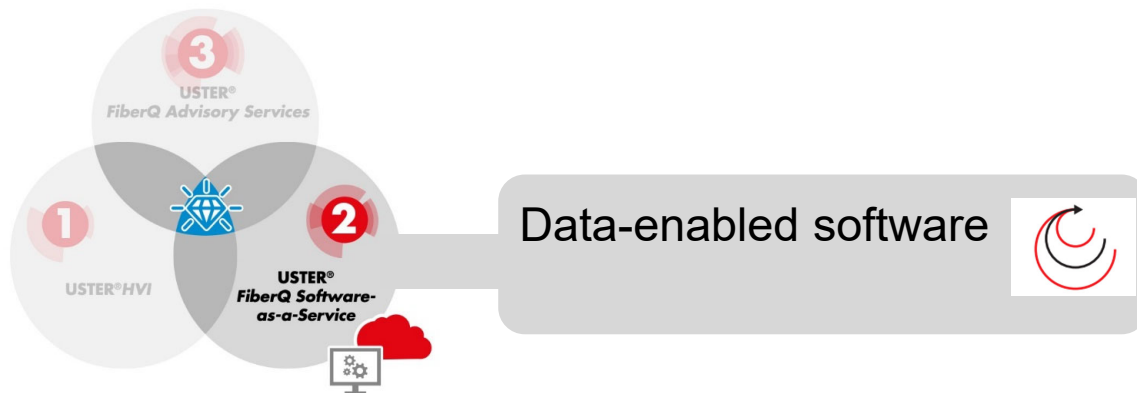 3
USTER®
FiberQ Advisory Services
1
USTER®HVI
2
USTER®
FiberQ Software-
as-a-Service
Data-enabled software